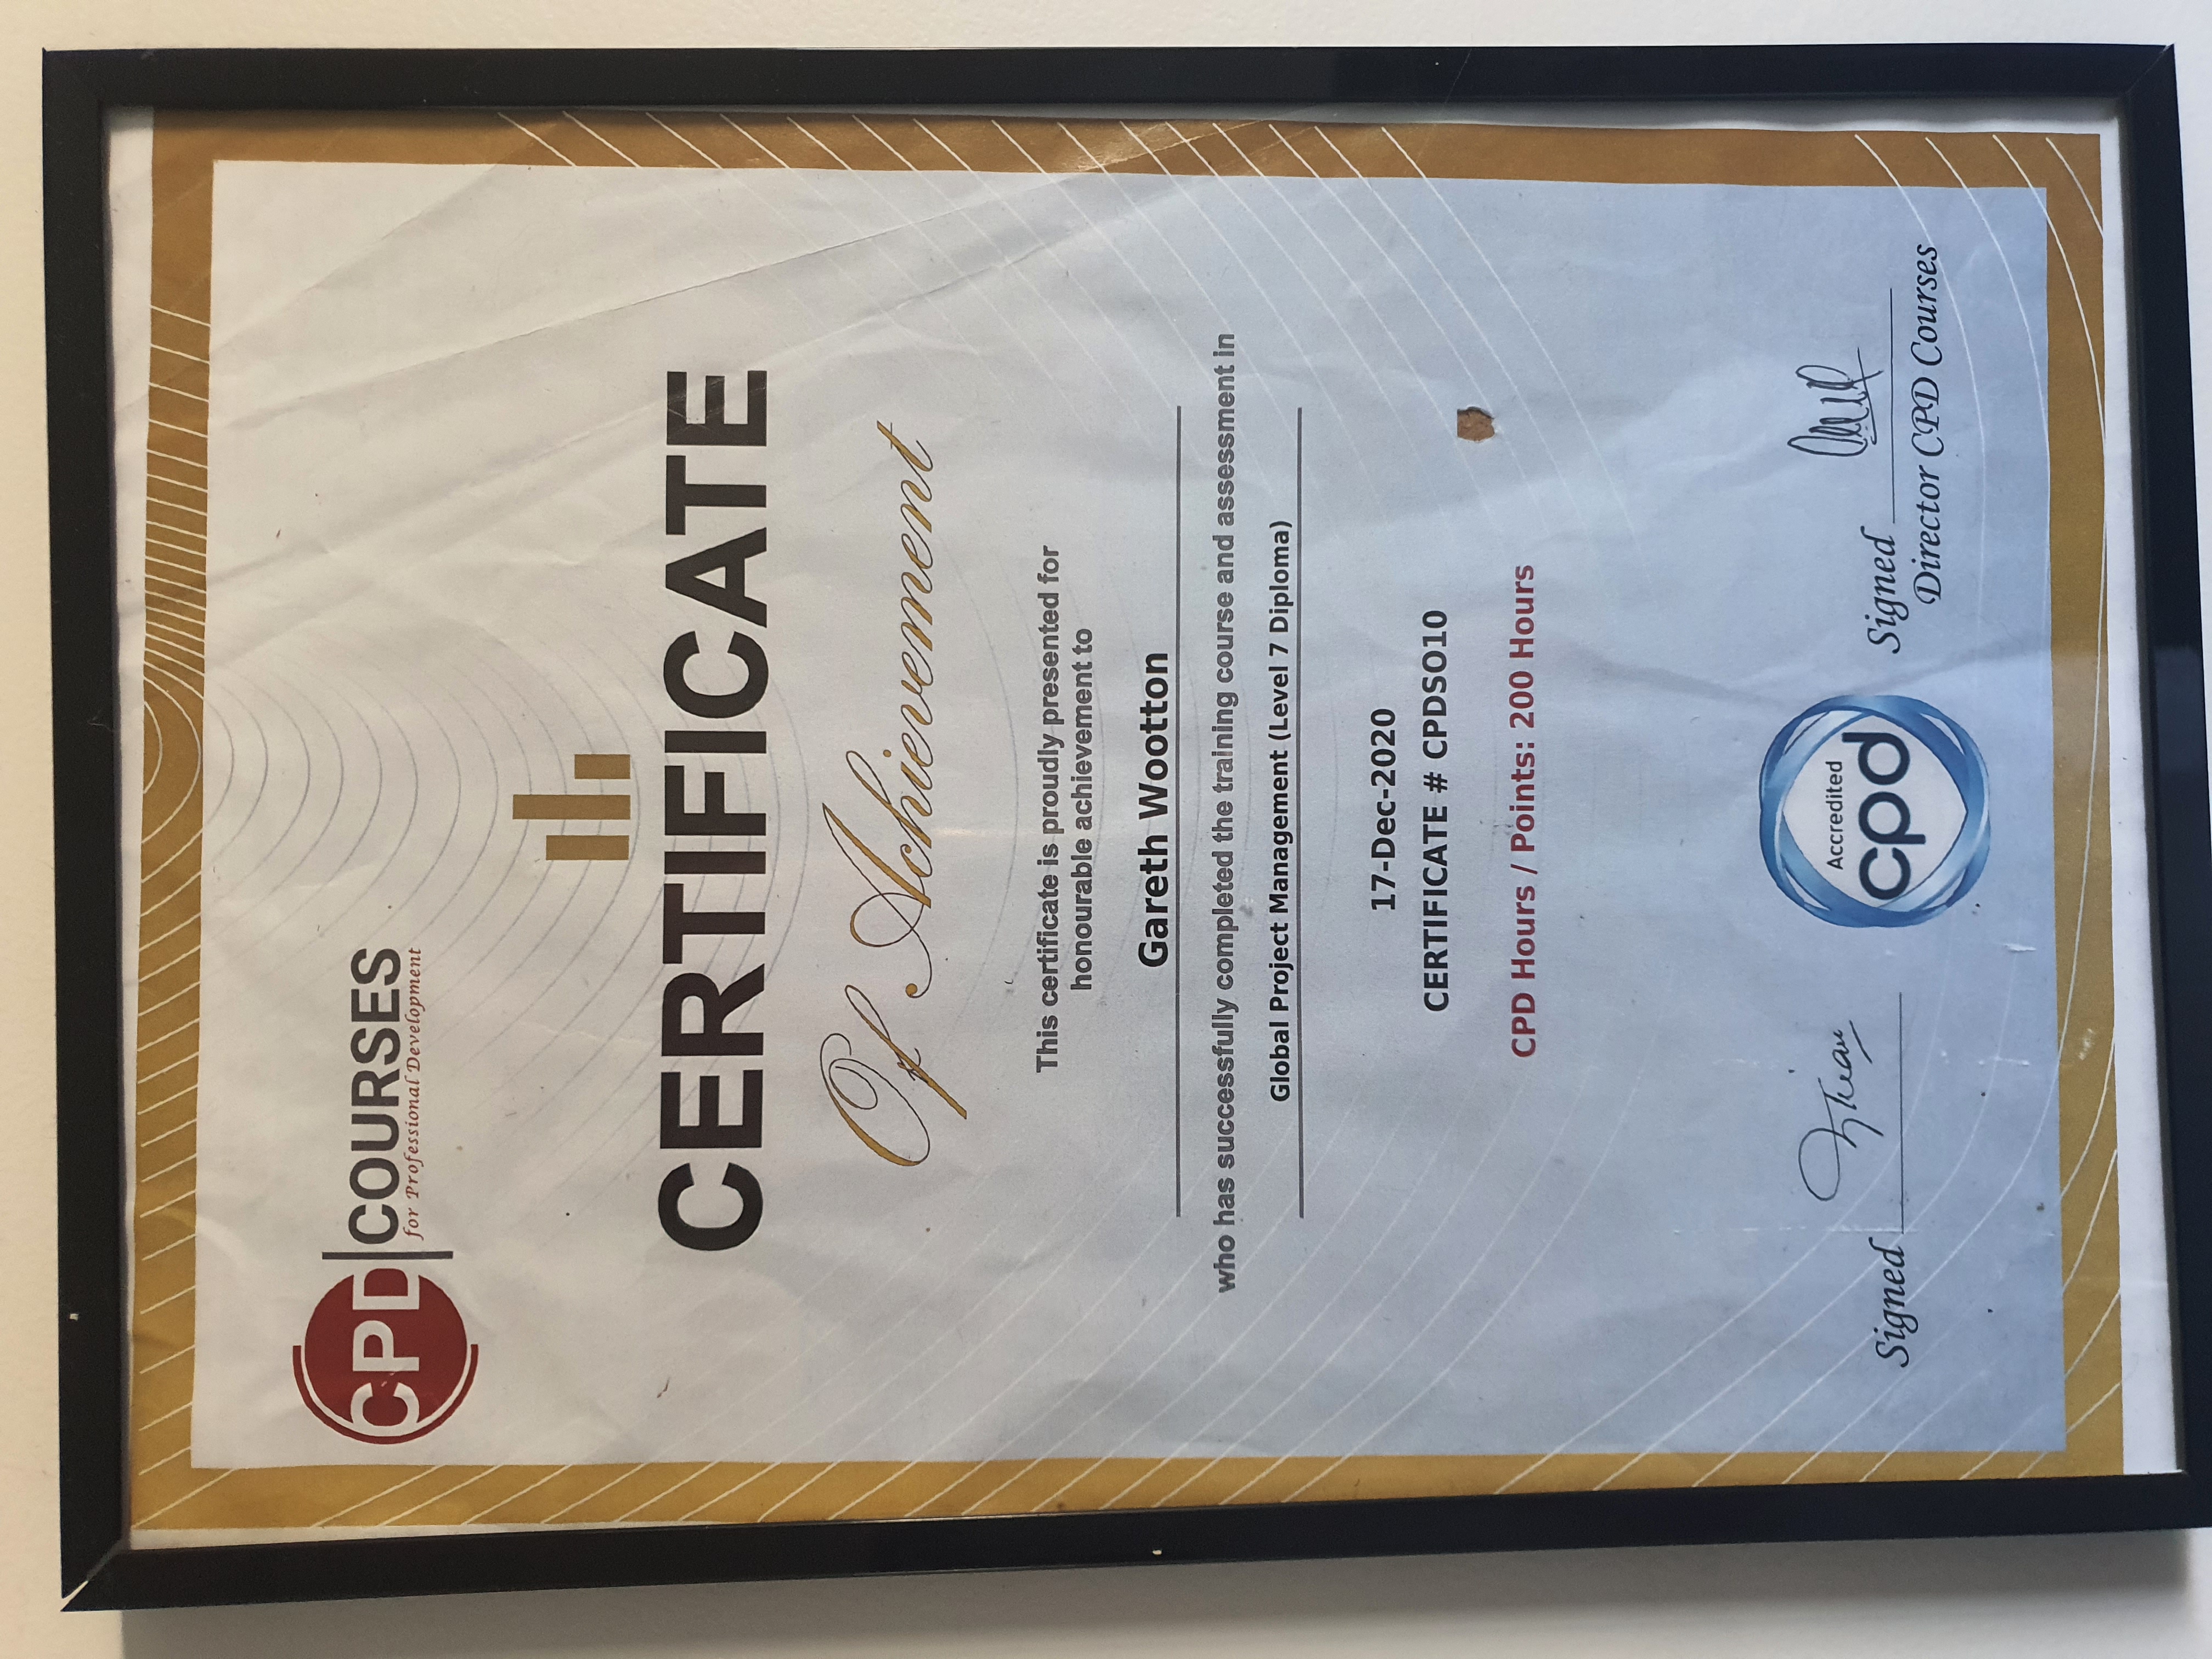 CPD COURSES
for Professional Development
CERTIFICATE
Of Achievement
This certificate is proudly presented for
honourable achievement to
Gareth Wootton
who has successfully completed the training course and assessment in
Global Project Management (Level 7 Diploma)
17-Dec-2020
CERTIFICATE # CPDSO10
CPD Hours / Points: 200 Hours
Signed
Accredited
cpd
Signed
Director CPD Courses